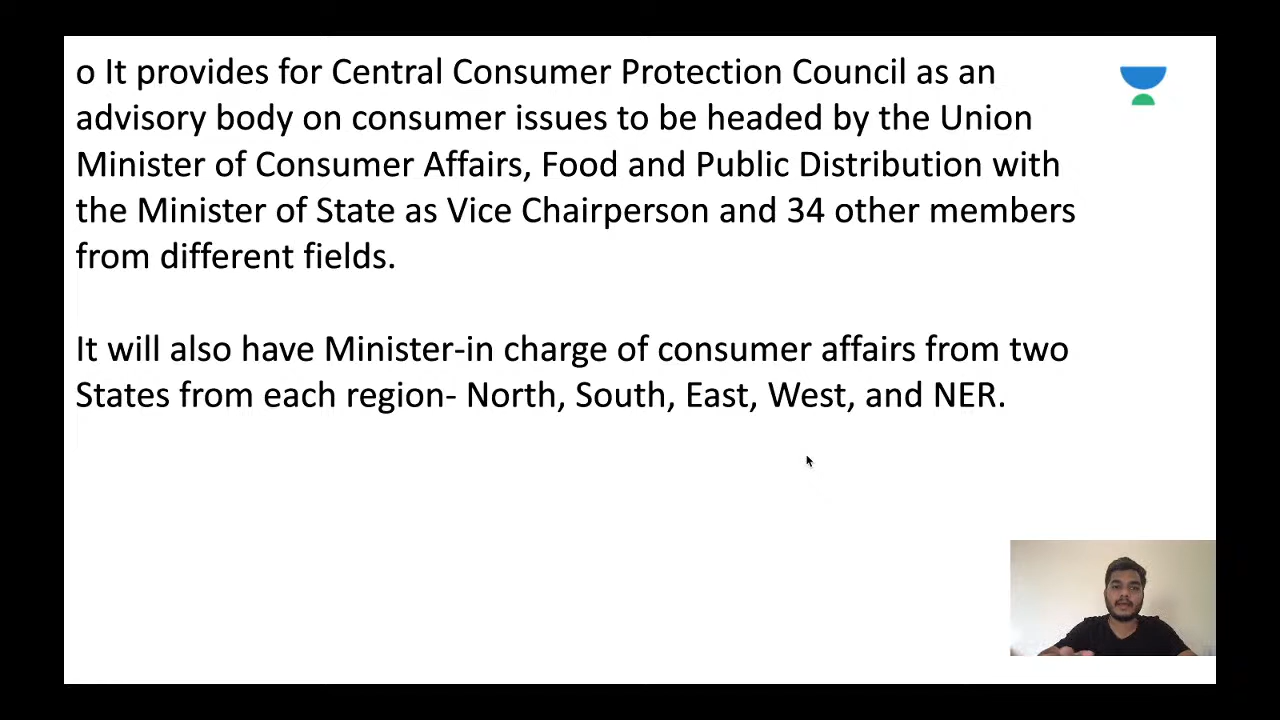 o It provides for Central Consumer Protection Council as an
advisory body on consumer issues to be headed by the Union
Minister of Consumer Affairs, Food and Public Distribution with
the Minister of State as Vice Chairperson and 34 other members
from different fields.
It will also have Minister-in charge of consumer affairs from two
States from each region- North, South, East, West, and NER.